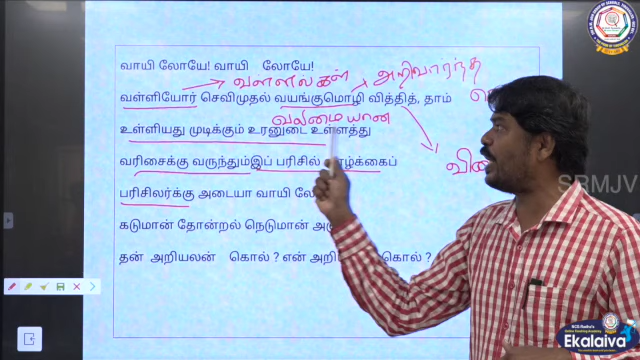 வாயி லோயே! வாயி லோயே!
வள்ளல்கள் அறிவார்ந்த
வள்ளியோர் செவிமுதல் வயங்குமொழி வித்தித், தாம்
வலிமையான
உள்ளியது முடிக்கும் உரனுடை உள்ளத்து
வரிசைக்கு வருந்தும்இப் பரிசில்
பரிசிலர்க்கு அடையா வாயி
கடுமான் தோன்றல் நெடுமான்
தன் அறியலன் கொல் ? என் கொல் ?
SRMJV
Ekalaiva